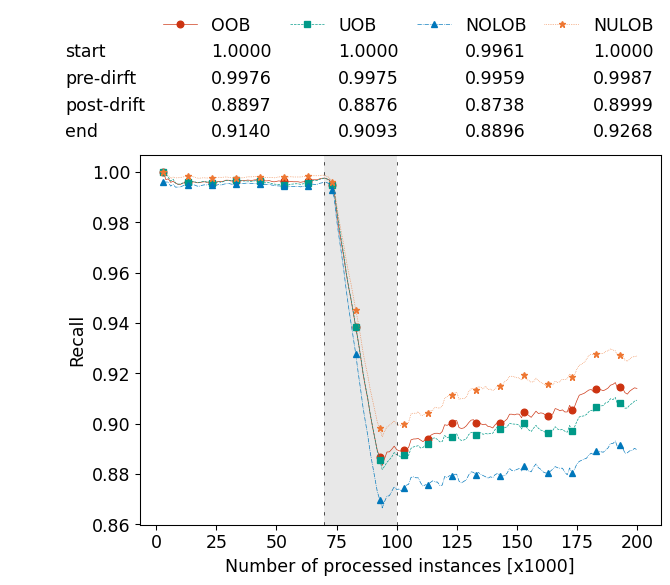 OOB UOB NOLOB NULOB
start 1.0000 1.0000 0.9961 1.0000
pre-dirft 0.9976 0.9975 0.9959 0.9987
post-drift 0.8897 0.8876 0.8738 0.8999
end 0.9140 0.9093 0.8896 0.9268
1.00
0.98
0.96
0.94
0.92
0.90
0.88
0.86
Recall
0 25 50 75 100 125 150 175 200
Number of processed instances [x1000]